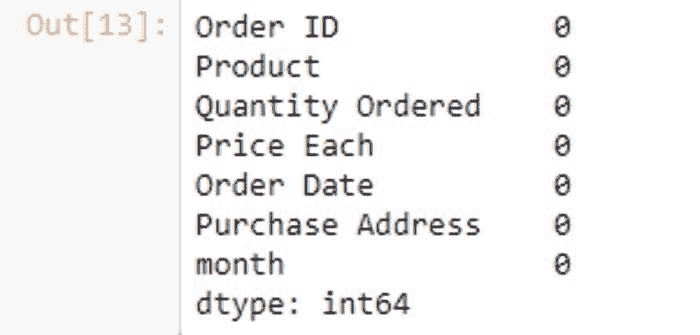 Out[13]: Order ID 0
Product 0
Quantity Ordered 0
Price Each 0
Order Date 0
Purchase Address 0
month 0
dtype: int64